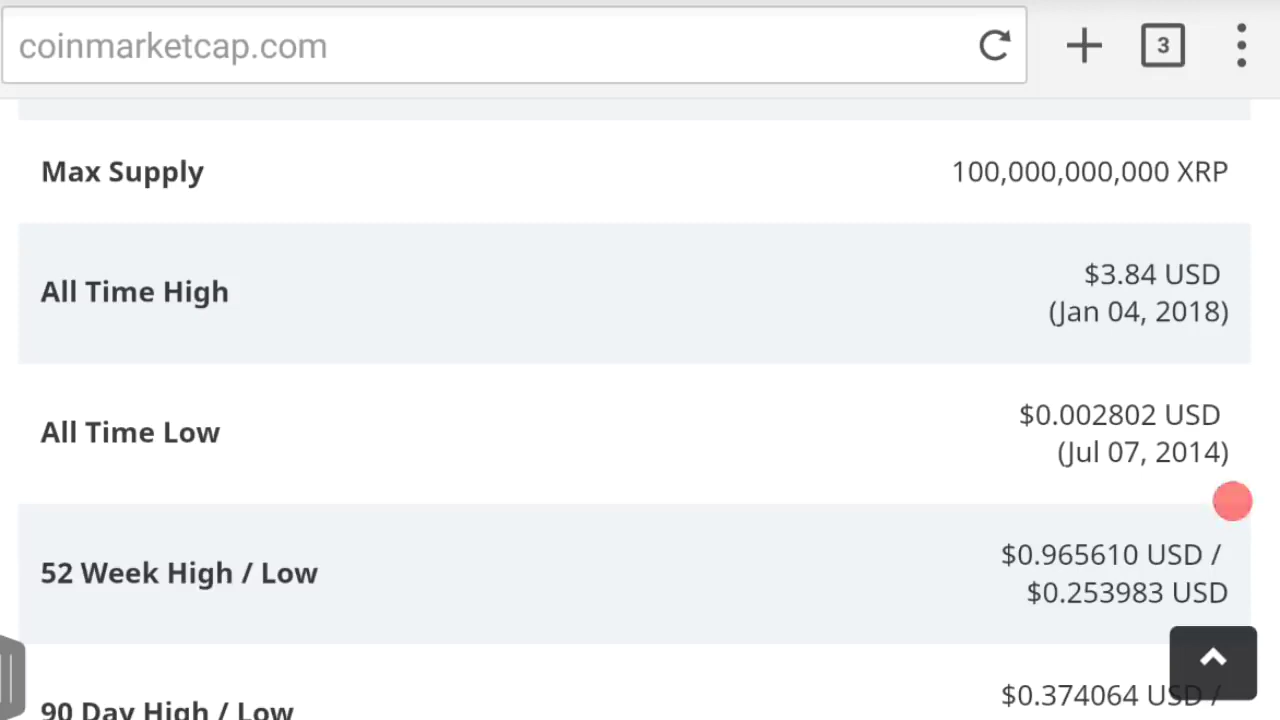 coinmarketcap.com
3
Max Supply
100,000,000,000 XRP
All Time High
$3.84 USD
(Jan 04, 2018)
All Time Low
$0.002802 USD
(Jul 07, 2014)
52 Week High / Low
$0.965610 USD /
$0.253983 USD
90 Day High / Low
$0.374064 USD /